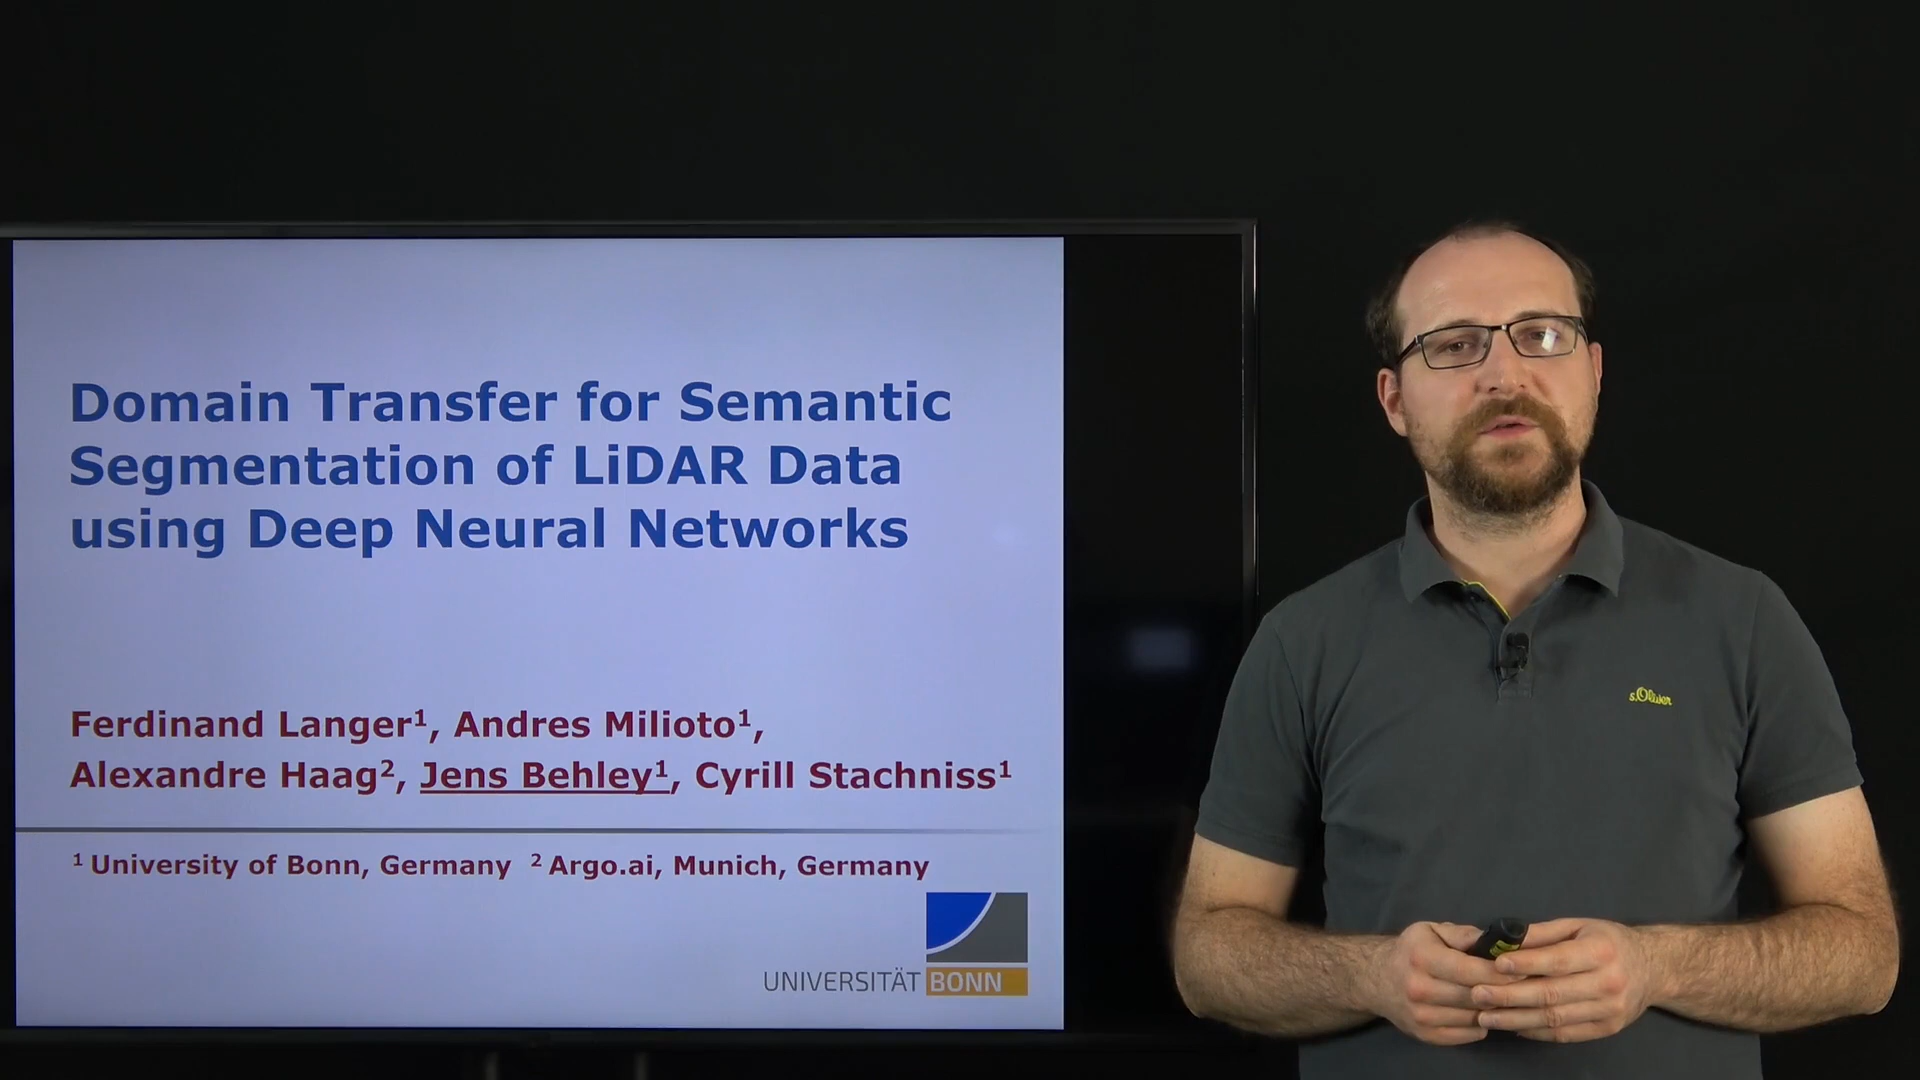 Domain Transfer for Semantic
Segmentation of LiDAR Data
using Deep Neural Networks
Ferdinand Langer¹, Andres Milioto¹,
Alexandre Haag², Jens Behley¹, Cyrill Stachniss¹
¹ University of Bonn, Germany ² Argo.ai, Munich, Germany
UNIVERSITÄT BONN
s.Oliver